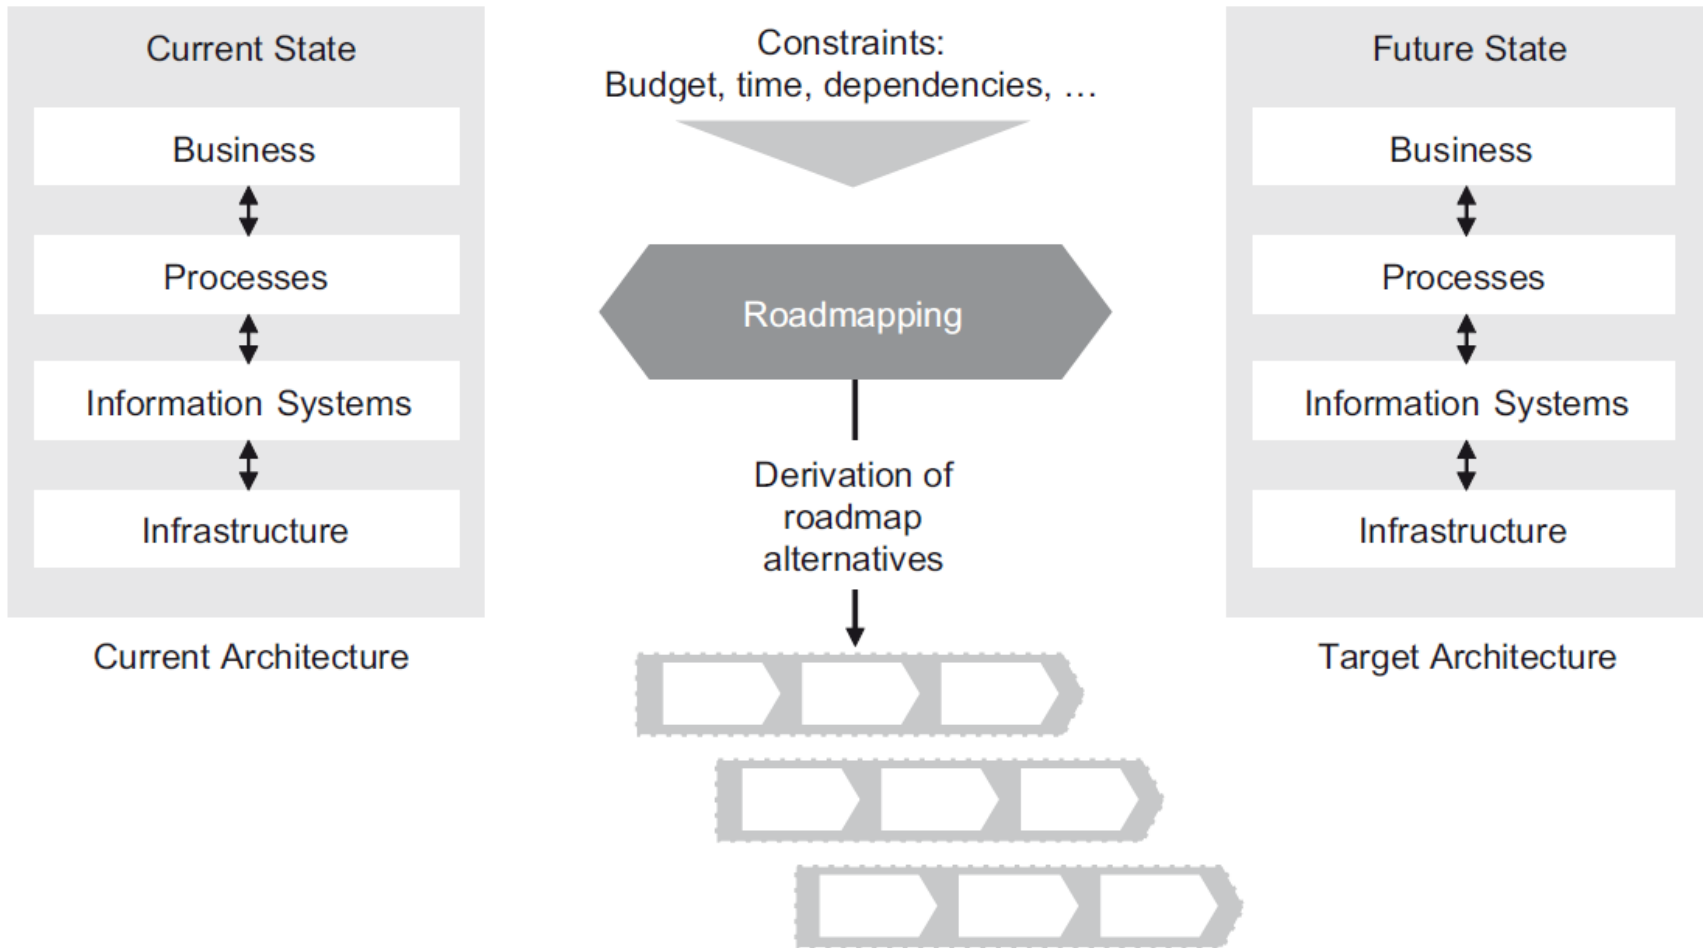 Current State
Business
Processes
Information Systems
Infrastructure
Current Architecture
Constraints:
Budget, time, dependencies, …
Roadmapping
Derivation of
roadmap
alternatives
Future State
Business
Processes
Information Systems
Infrastructure
Target Architecture